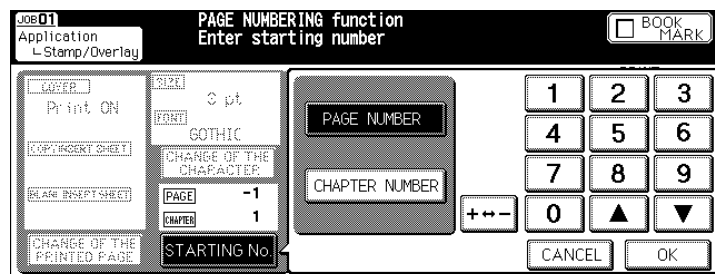 JOB01
Application
Stamp/Overlay
PAGE NUMBERING function
Enter starting number
BOOK
MARK
COVER
Print ON
COPY INSERT SHEET
BLANK INSERT SHEET
CHANGE OF THE
PRINTED PAGE
SIZE
8 pt
FONT
GOTHIC
CHANGE OF THE
CHARACTER
PAGE -1
CHAPTER 1
STARTING No.
PAGE NUMBER
CHAPTER NUMBER
+↔−
1 2 3
4 5 6
7 8 9
0 ▲ ▼
CANCEL OK